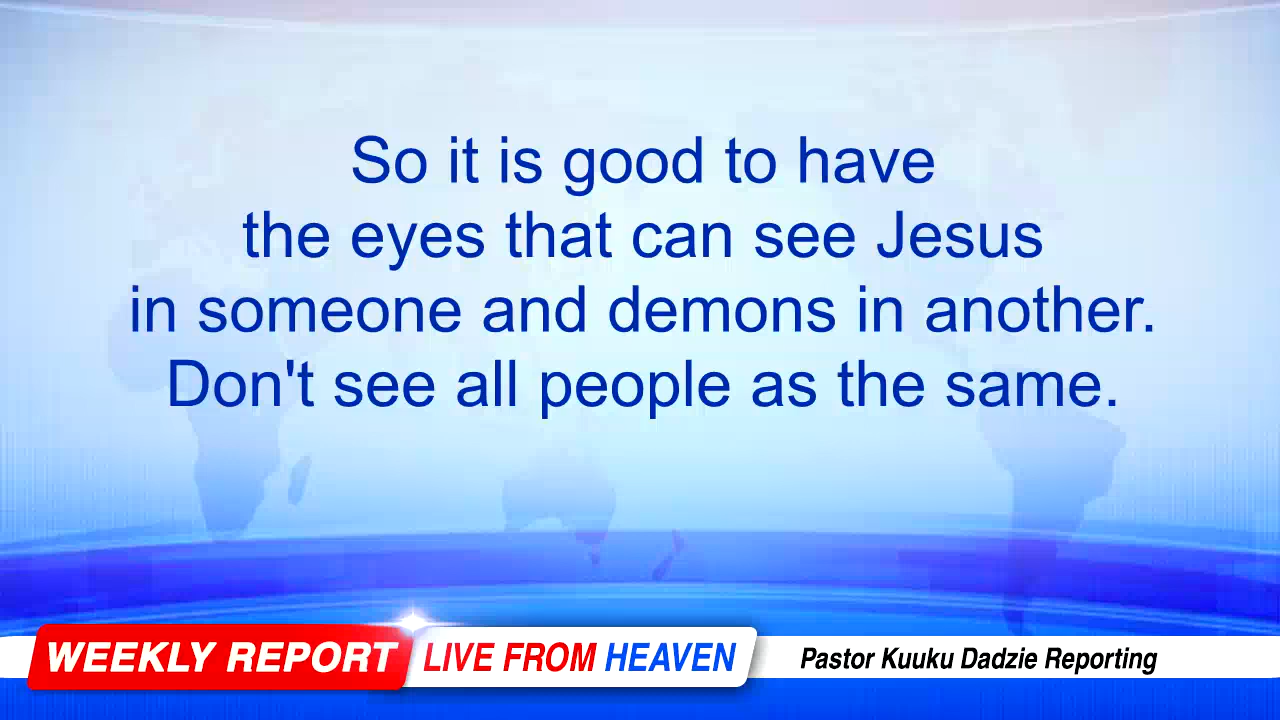 So it is good to have
the eyes that can see Jesus
in someone and demons in another.
Don't see all people as the same.
WEEKLY REPORT
LIVE FROM HEAVEN
Pastor Kuuku Dadzie Reporting